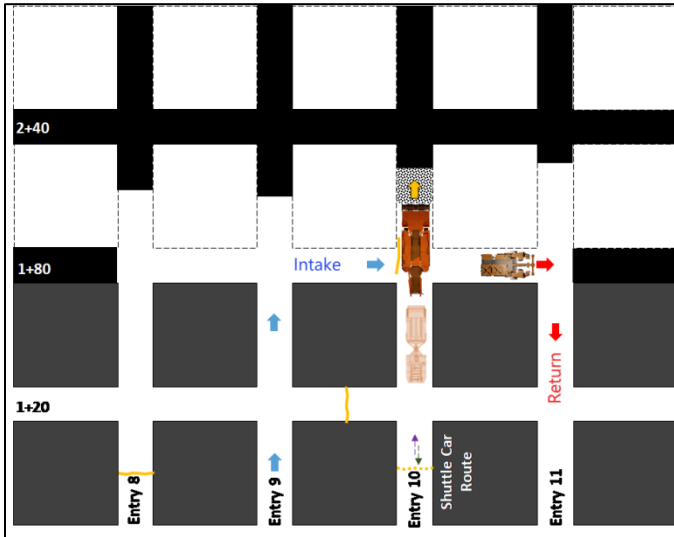 2+40
Intake
1+80
Return
1+20
Entry 8
Entry 9
Entry 10
Shuttle Car
Route
Entry 11